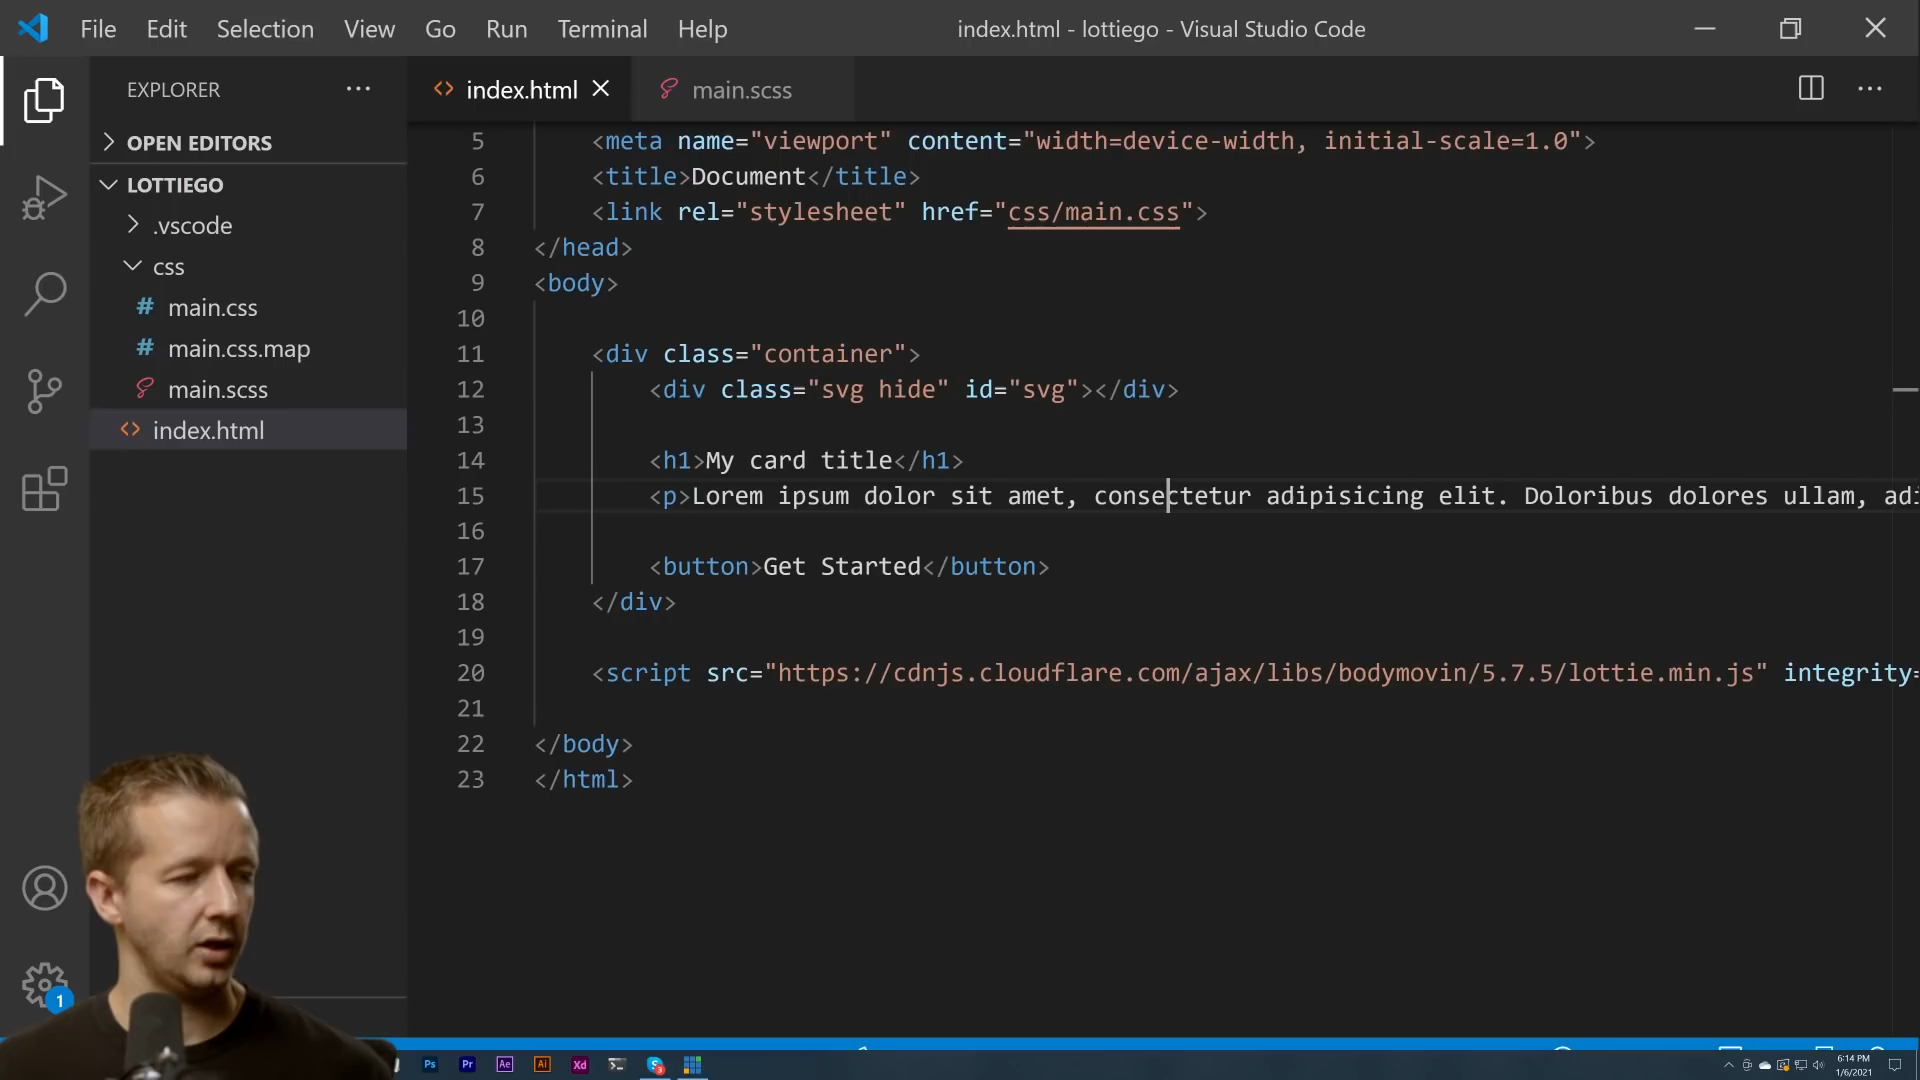 File Edit Selection View Go Run Terminal Help
index.html - lottiego - Visual Studio Code
EXPLORER ···
OPEN EDITORS
LOTTIEGO
.vscode
css
# main.css
# main.css.map
main.scss
<> index.html
1
<> index.html
main.scss
5 <meta name="viewport" content="width=device-width, initial-scale=1.0">
6 <title>Document</title>
7 <link rel="stylesheet" href="css/main.css">
8 </head>
9 <body>
10
11 <div class="container">
12 <div class="svg hide" id="svg"></div>
13
14 <h1>My card title</h1>
15 <p>Lorem ipsum dolor sit amet, consectetur adipisicing elit. Doloribus dolores ullam, adi
16
17 <button>Get Started</button>
18 </div>
19
20 <script src="https://cdnjs.cloudflare.com/ajax/libs/bodymovin/5.7.5/lottie.min.js" integrity=
21
22 </body>
23 </html>
Ps Pr Ae Ai Xd S 3
6:14 PM
1/6/2021